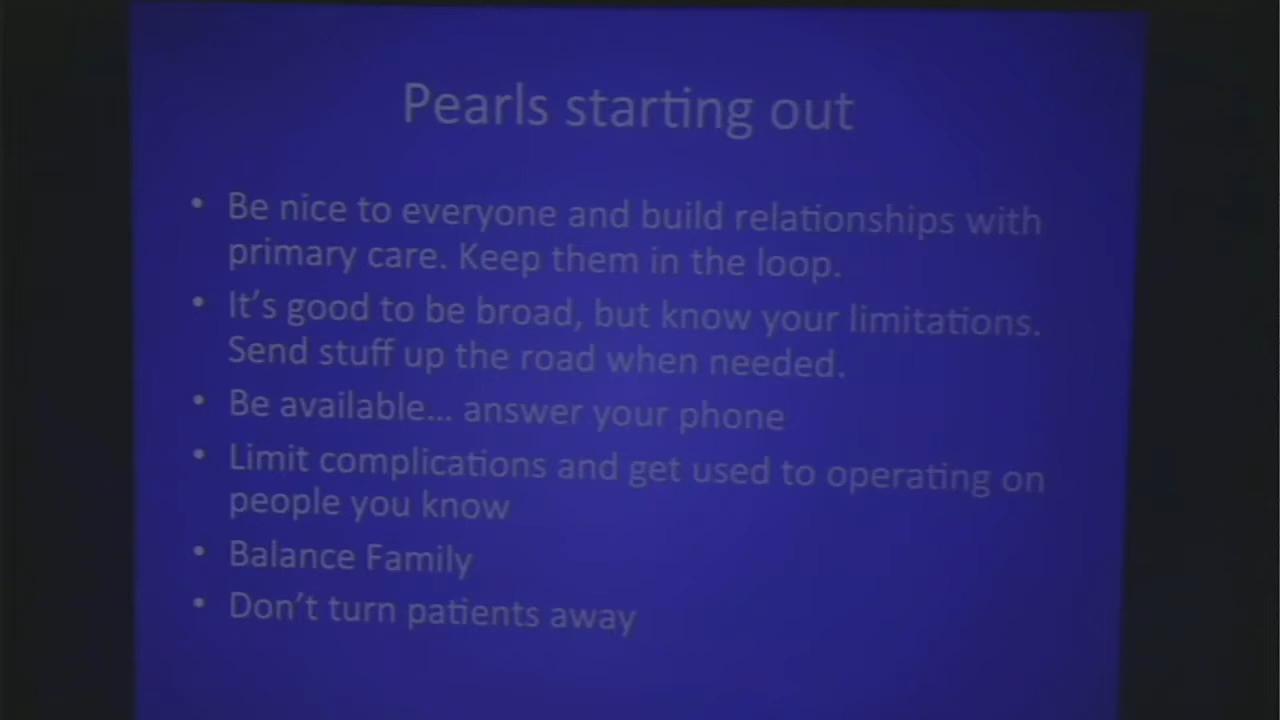 Pearls starting out
• Be nice to everyone and build relationships with
primary care. Keep them in the loop.
• It's good to be broad, but know your limitations.
Send stuff up the road when needed.
• Be available... answer your phone
• Limit complications and get used to operating on
people you know
• Balance Family
• Don't turn patients away